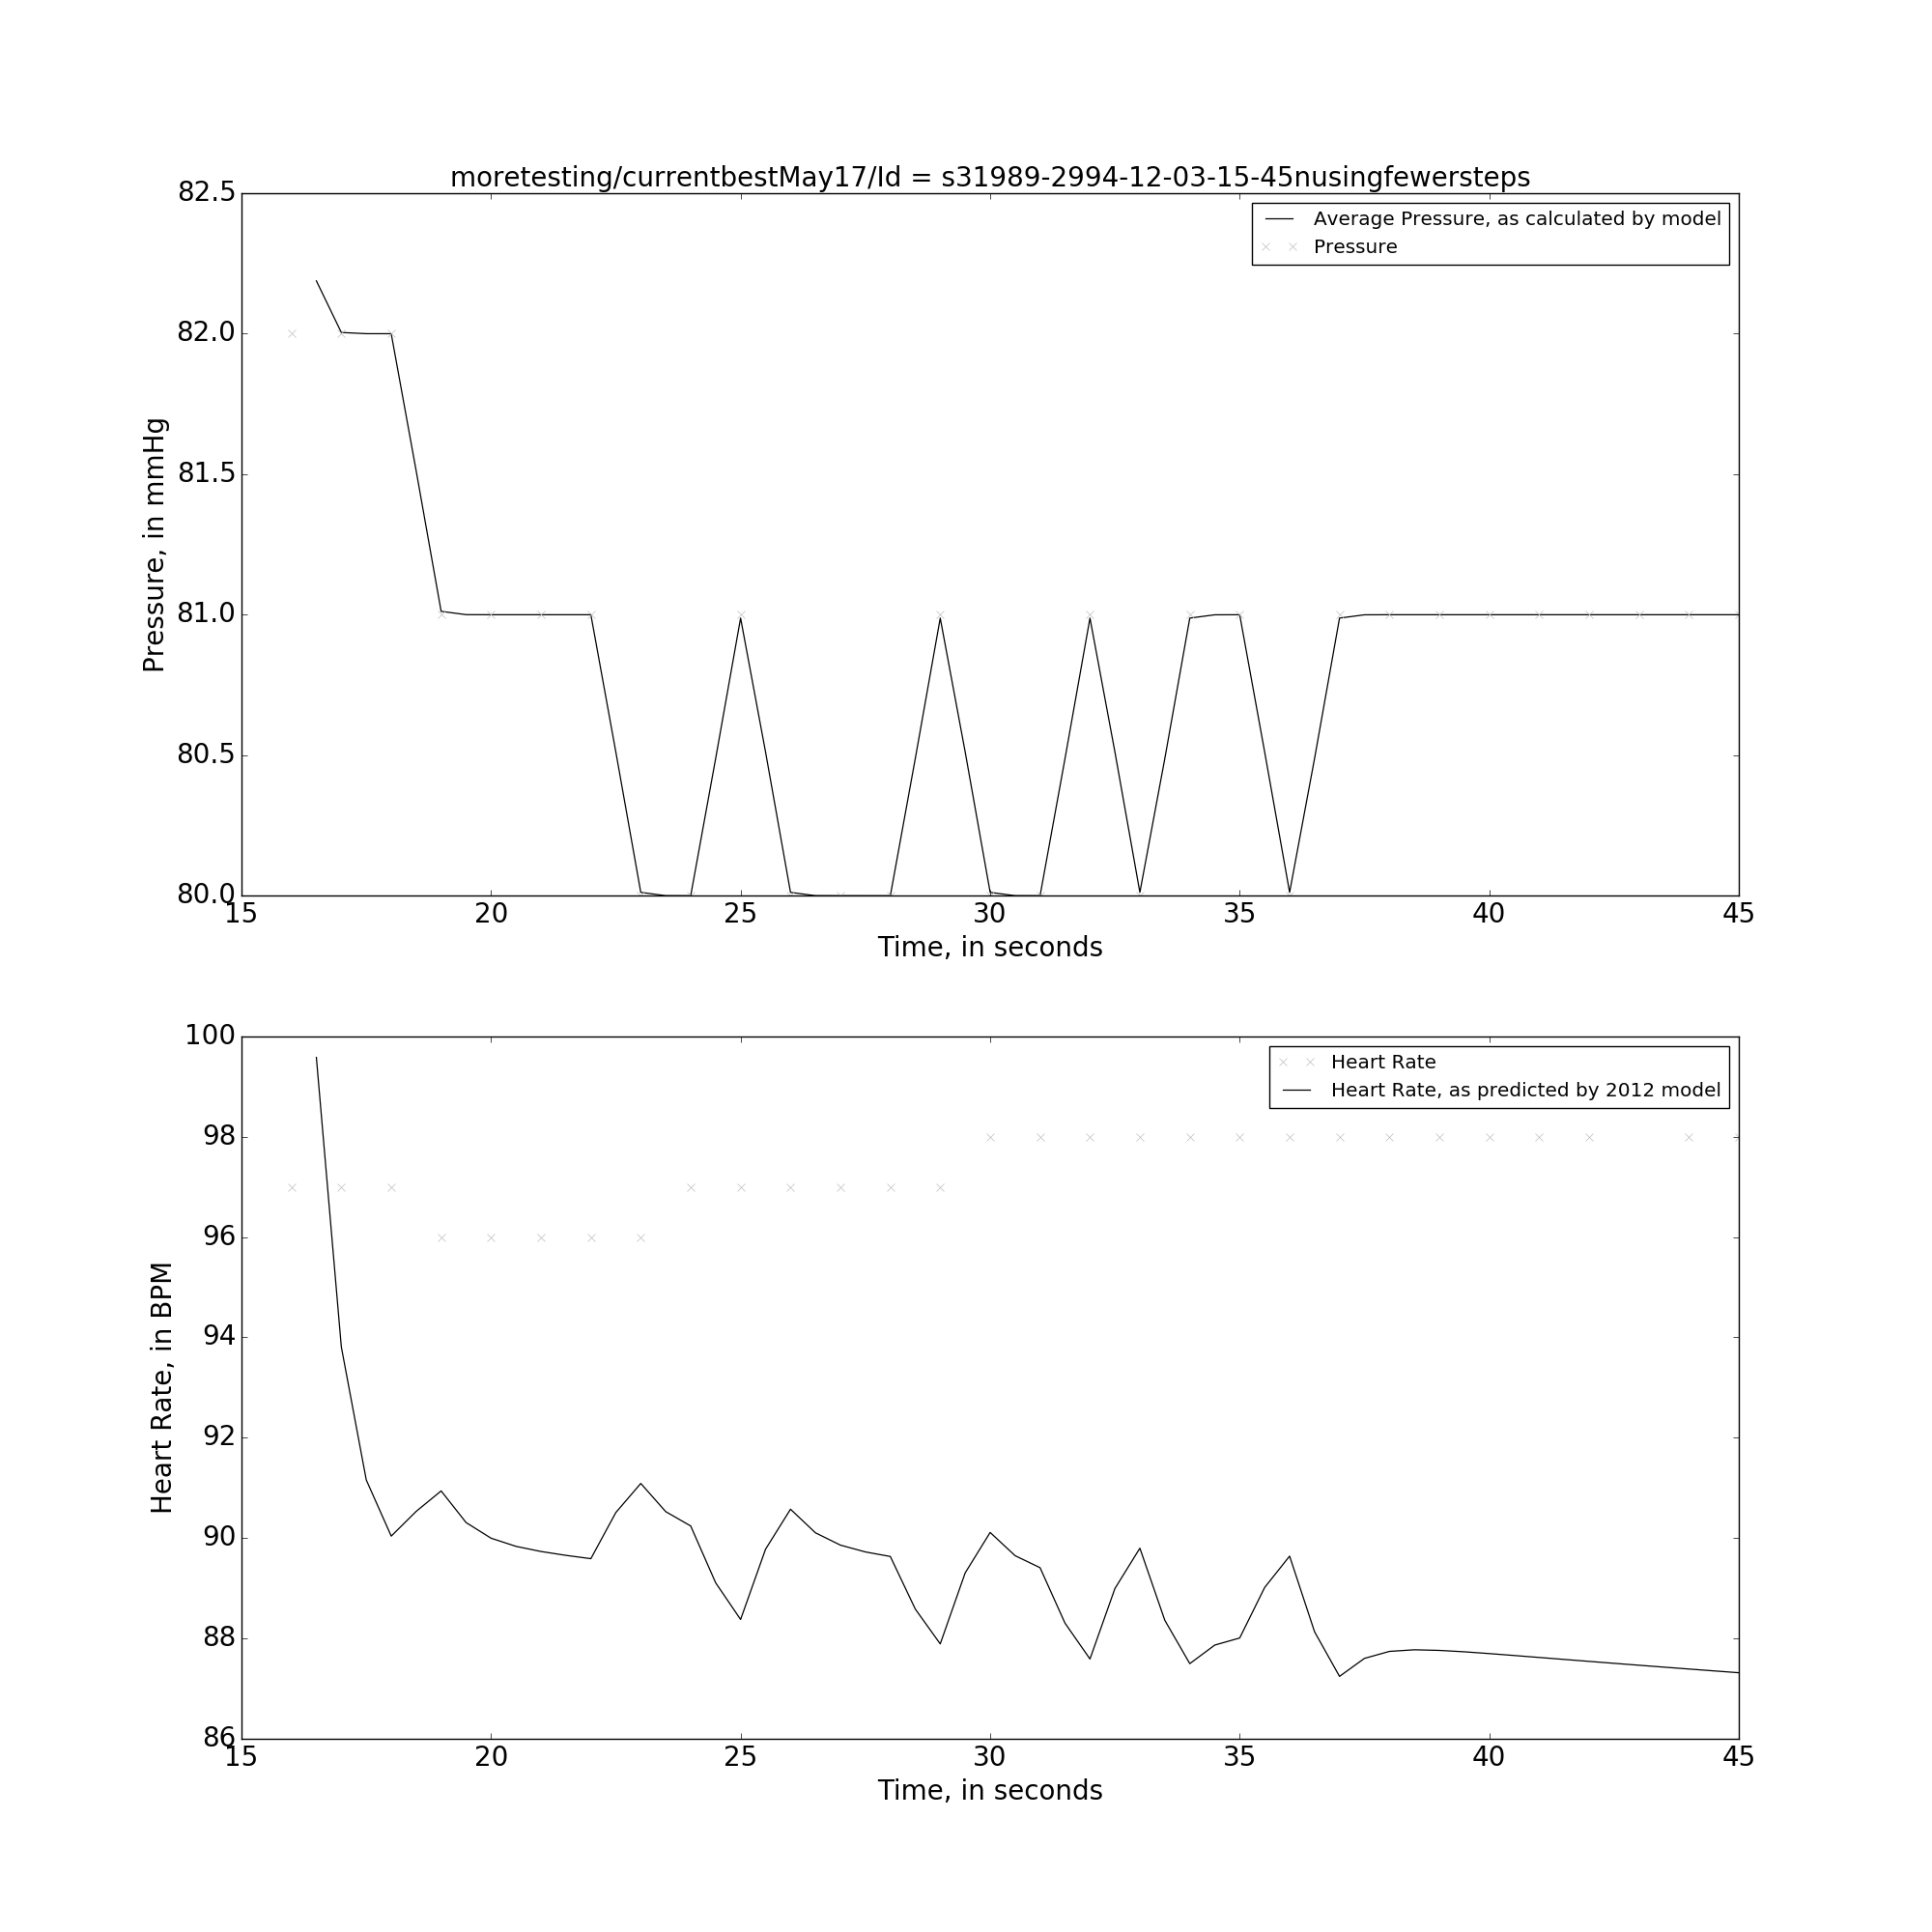 moretesting/currentbestMay17/Id = s31989-2994-12-03-15-45nusingfewersteps
82.5
82.0
81.5
81.0
80.5
80.0
Pressure, in mmHg
Average Pressure, as calculated by model
Pressure
15 20 25 30 35 40 45
Time, in seconds
100
98
96
94
92
90
88
86
Heart Rate, in BPM
Heart Rate
Heart Rate, as predicted by 2012 model
15 20 25 30 35 40 45
Time, in seconds